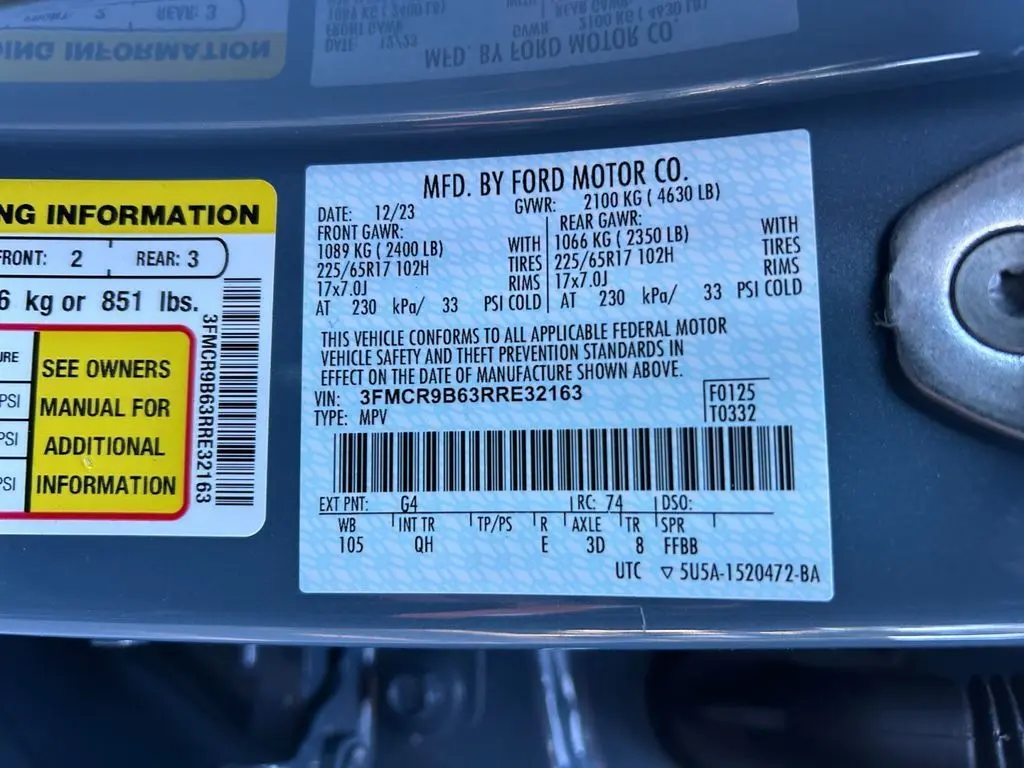 NG INFORMATION
FRONT: 2 REAR: 3
6 kg or 851 lbs.
URE
PSI
PSI
PSI
SEE OWNERS
MANUAL FOR
ADDITIONAL
INFORMATION
3FMCR9B63RRE32163
MFD. BY FORD MOTOR CO.
DATE: 12/23 GVWR: 2100 KG ( 4630 LB)
FRONT GAWR: REAR GAWR:
1089 KG ( 2400 LB) WITH 1066 KG ( 2350 LB) WITH
225/65R17 102H TIRES 225/65R17 102H TIRES
17x7.0J RIMS 17x7.0J RIMS
AT 230 kPa/ 33 PSI COLD AT 230 kPa/ 33 PSI COLD
THIS VEHICLE CONFORMS TO ALL APPLICABLE FEDERAL MOTOR
VEHICLE SAFETY AND THEFT PREVENTION STANDARDS IN
EFFECT ON THE DATE OF MANUFACTURE SHOWN ABOVE.
VIN: 3FMCR9B63RRE32163 F0125
TYPE: MPV T0332
EXT PNT: G4 RC: 74 DSO:
WB INT TR TP/PS R AXLE TR SPR
105 QH E 3D 8 FFBB
UTC ▽ 5U5A-1520472-BA